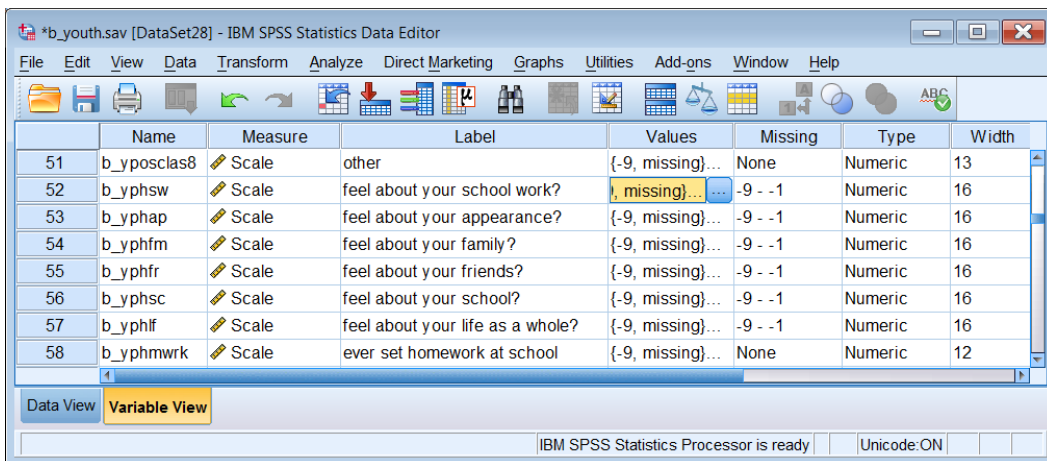 *b_youth.sav [DataSet28] - IBM SPSS Statistics Data Editor
File Edit View Data Transform Analyze Direct Marketing Graphs Utilities Add-ons Window Help
Name Measure Label Values Missing Type Width
51 b_yposclas8 Scale other {-9, missing}... None Numeric 13
52 b_yphsw Scale feel about your school work? , missing}... ... -9 - -1 Numeric 16
53 b_yphap Scale feel about your appearance? {-9, missing}... -9 - -1 Numeric 16
54 b_yphfm Scale feel about your family? {-9, missing}... -9 - -1 Numeric 16
55 b_yphfr Scale feel about your friends? {-9, missing}... -9 - -1 Numeric 16
56 b_yphsc Scale feel about your school? {-9, missing}... -9 - -1 Numeric 16
57 b_yphlf Scale feel about your life as a whole? {-9, missing}... -9 - -1 Numeric 16
58 b_yphmwrk Scale ever set homework at school {-9, missing}... None Numeric 12
Data View Variable View
IBM SPSS Statistics Processor is ready Unicode:ON